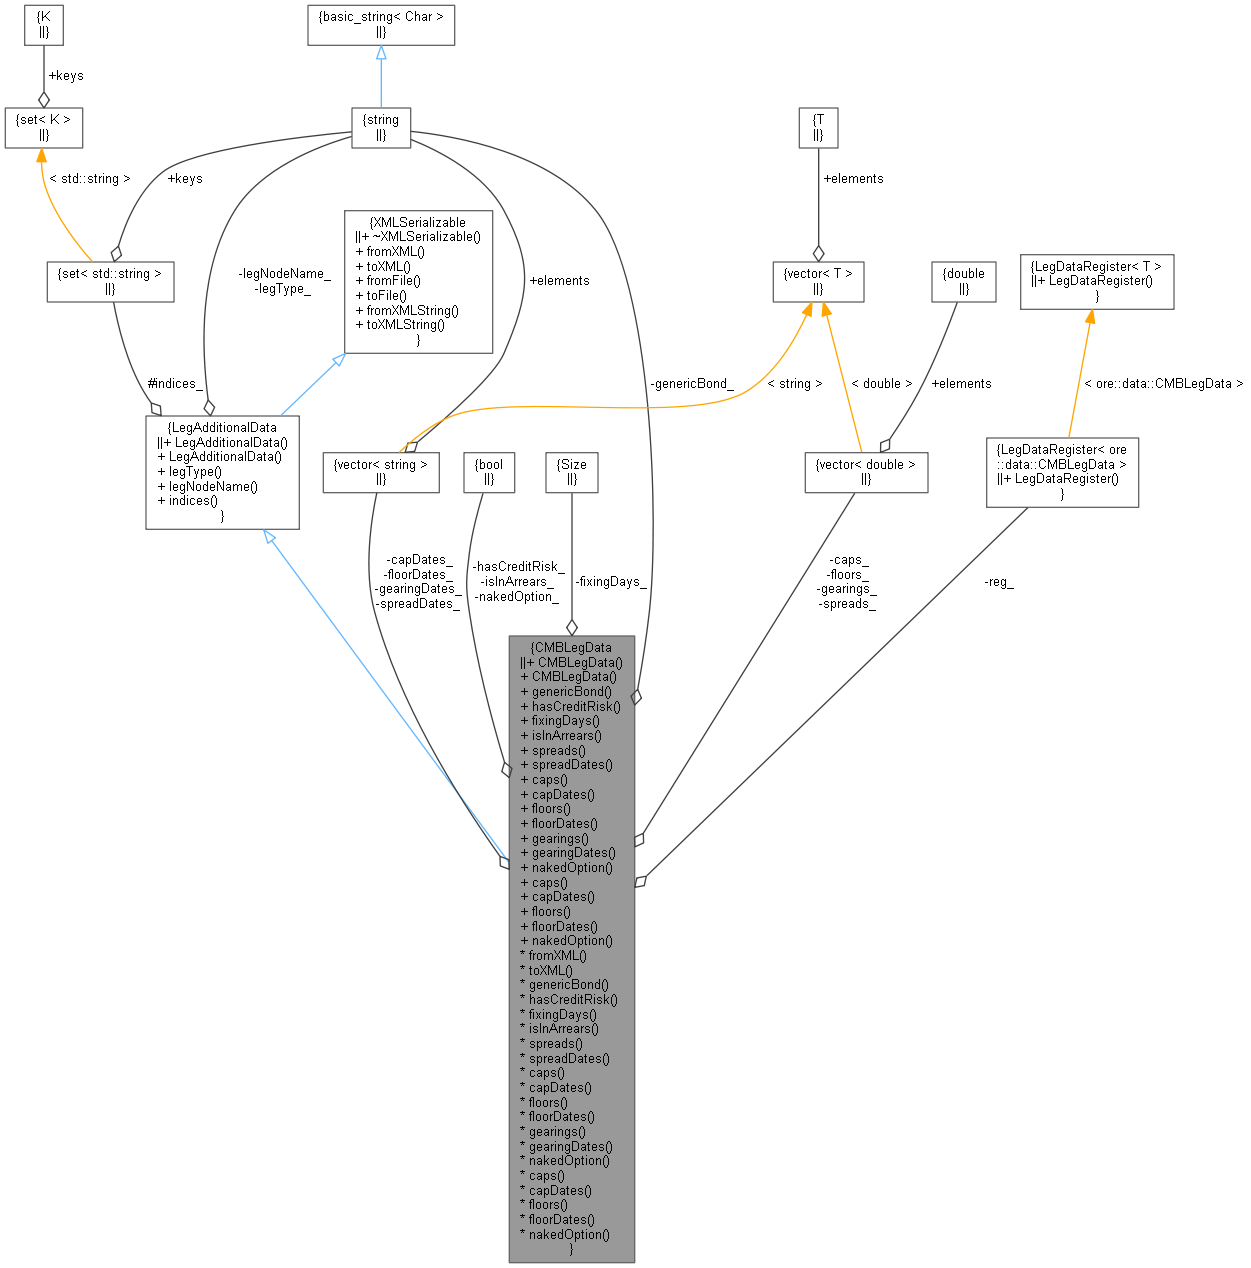 {K
||}
{basic_string< Char >
||}
+keys
{set< K >
||}
{string
||}
{T
||}
< std::string >
+keys
+elements
{XMLSerializable
||+ ~XMLSerializable()
+ fromXML()
+ toXML()
+ fromFile()
+ toFile()
+ fromXMLString()
+ toXMLString()
}
{set< std::string >
||}
-legNodeName_
-legType_
+elements
{vector< T >
||}
{double
||}
{LegDataRegister< T >
||+ LegDataRegister()
}
#indices_
-genericBond_
< string >
< double >
+elements
< ore::data::CMBLegData >
{LegAdditionalData
||+ LegAdditionalData()
+ LegAdditionalData()
+ legType()
+ legNodeName()
+ indices()
}
{vector< string >
||}
{bool
||}
{Size
||}
{vector< double >
||}
{LegDataRegister< ore
::data::CMBLegData >
||+ LegDataRegister()
}
-capDates_
-floorDates_
-gearingDates_
-spreadDates_
-hasCreditRisk_
-isInArrears_
-nakedOption_
-fixingDays_
-caps_
-floors_
-gearings_
-spreads_
-reg_
{CMBLegData
||+ CMBLegData()
+ CMBLegData()
+ genericBond()
+ hasCreditRisk()
+ fixingDays()
+ isInArrears()
+ spreads()
+ spreadDates()
+ caps()
+ capDates()
+ floors()
+ floorDates()
+ gearings()
+ gearingDates()
+ nakedOption()
+ caps()
+ capDates()
+ floors()
+ floorDates()
+ nakedOption()
* fromXML()
* toXML()
* genericBond()
* hasCreditRisk()
* fixingDays()
* isInArrears()
* spreads()
* spreadDates()
* caps()
* capDates()
* floors()
* floorDates()
* gearings()
* gearingDates()
* nakedOption()
* caps()
* capDates()
* floors()
* floorDates()
* nakedOption()
}